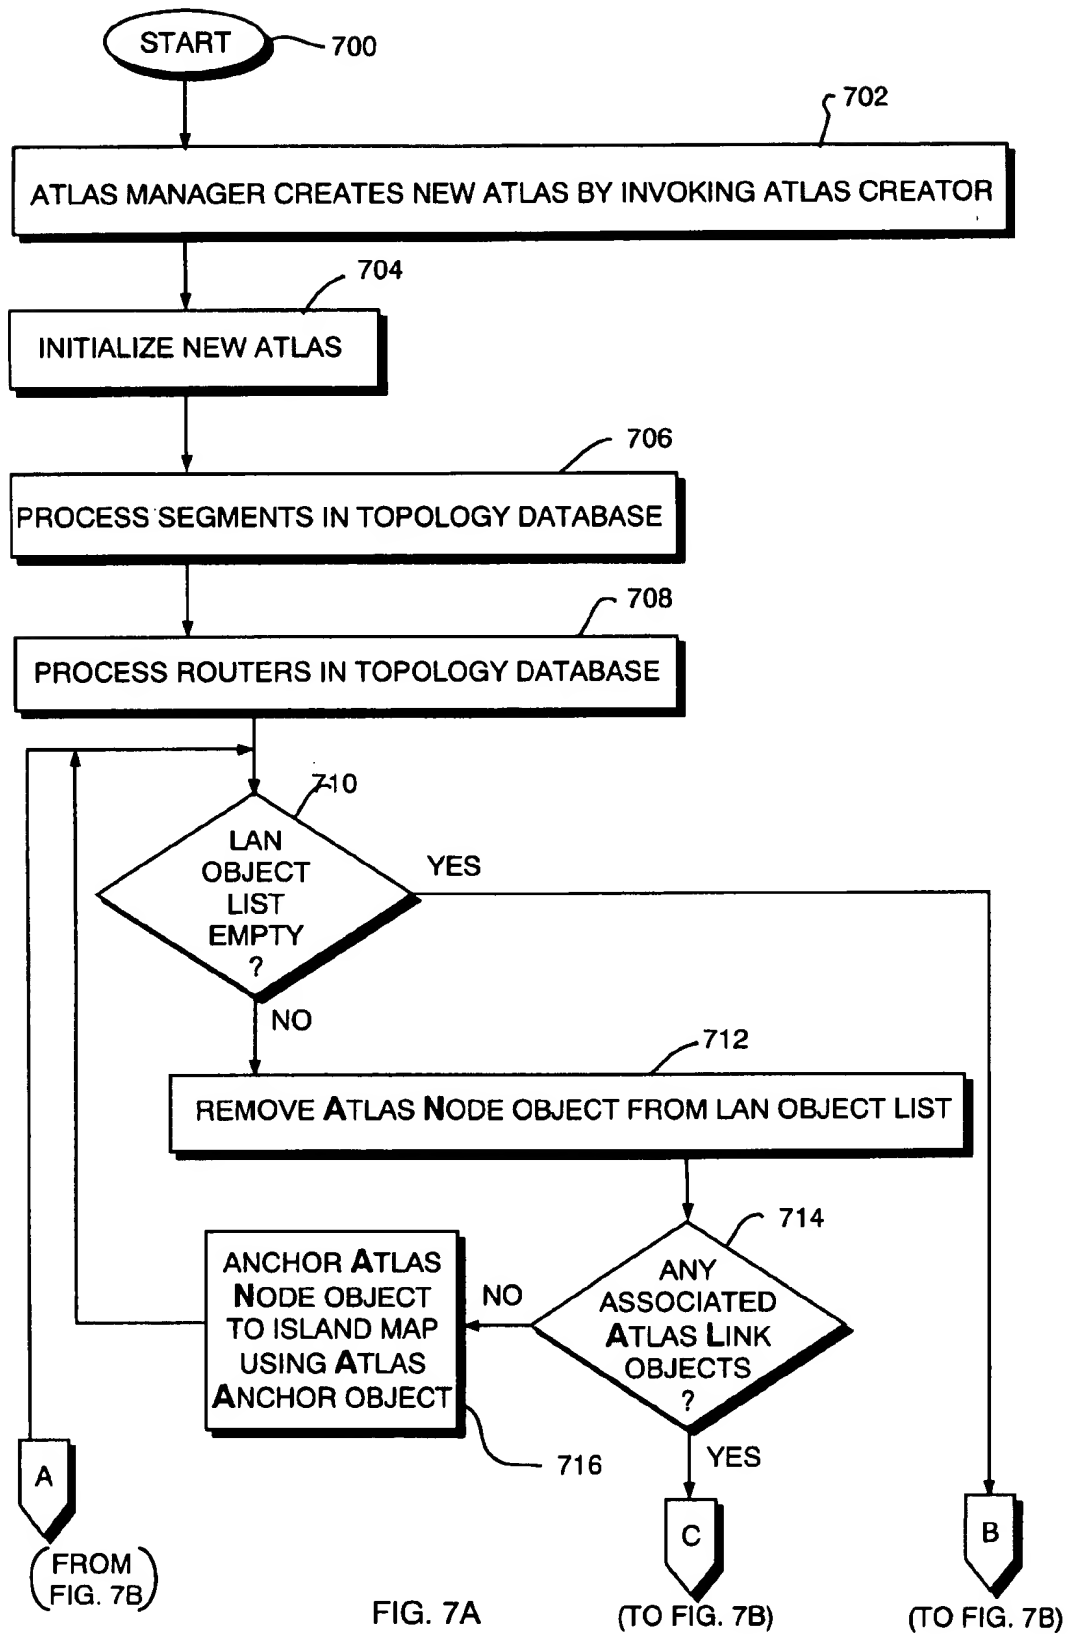 START
700
702
ATLAS MANAGER CREATES NEW ATLAS BY INVOKING ATLAS CREATOR
704
INITIALIZE NEW ATLAS
706
PROCESS SEGMENTS IN TOPOLOGY DATABASE
708
PROCESS ROUTERS IN TOPOLOGY DATABASE
710
LAN
OBJECT
LIST
EMPTY
?
YES
NO
712
REMOVE ATLAS NODE OBJECT FROM LAN OBJECT LIST
714
ANY
ASSOCIATED
ATLAS LINK
OBJECTS
?
NO
ANCHOR ATLAS
NODE OBJECT
TO ISLAND MAP
USING ATLAS
ANCHOR OBJECT
716
YES
A
(FROM
FIG. 7B)
C
(TO FIG. 7B)
B
(TO FIG. 7B)
FIG. 7A